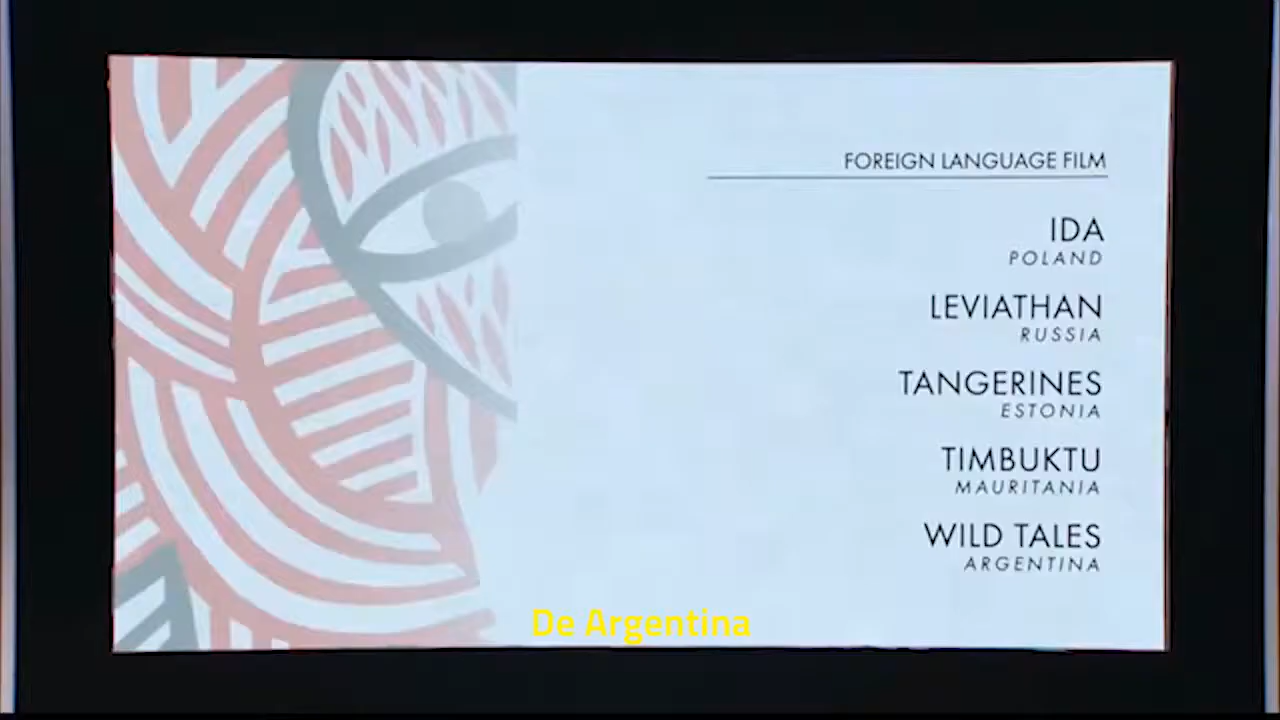 FOREIGN LANGUAGE FILM
IDA
POLAND
LEVIATHAN
RUSSIA
TANGERINES
ESTONIA
TIMBUKTU
MAURITANIA
WILD TALES
ARGENTINA
De Argentina